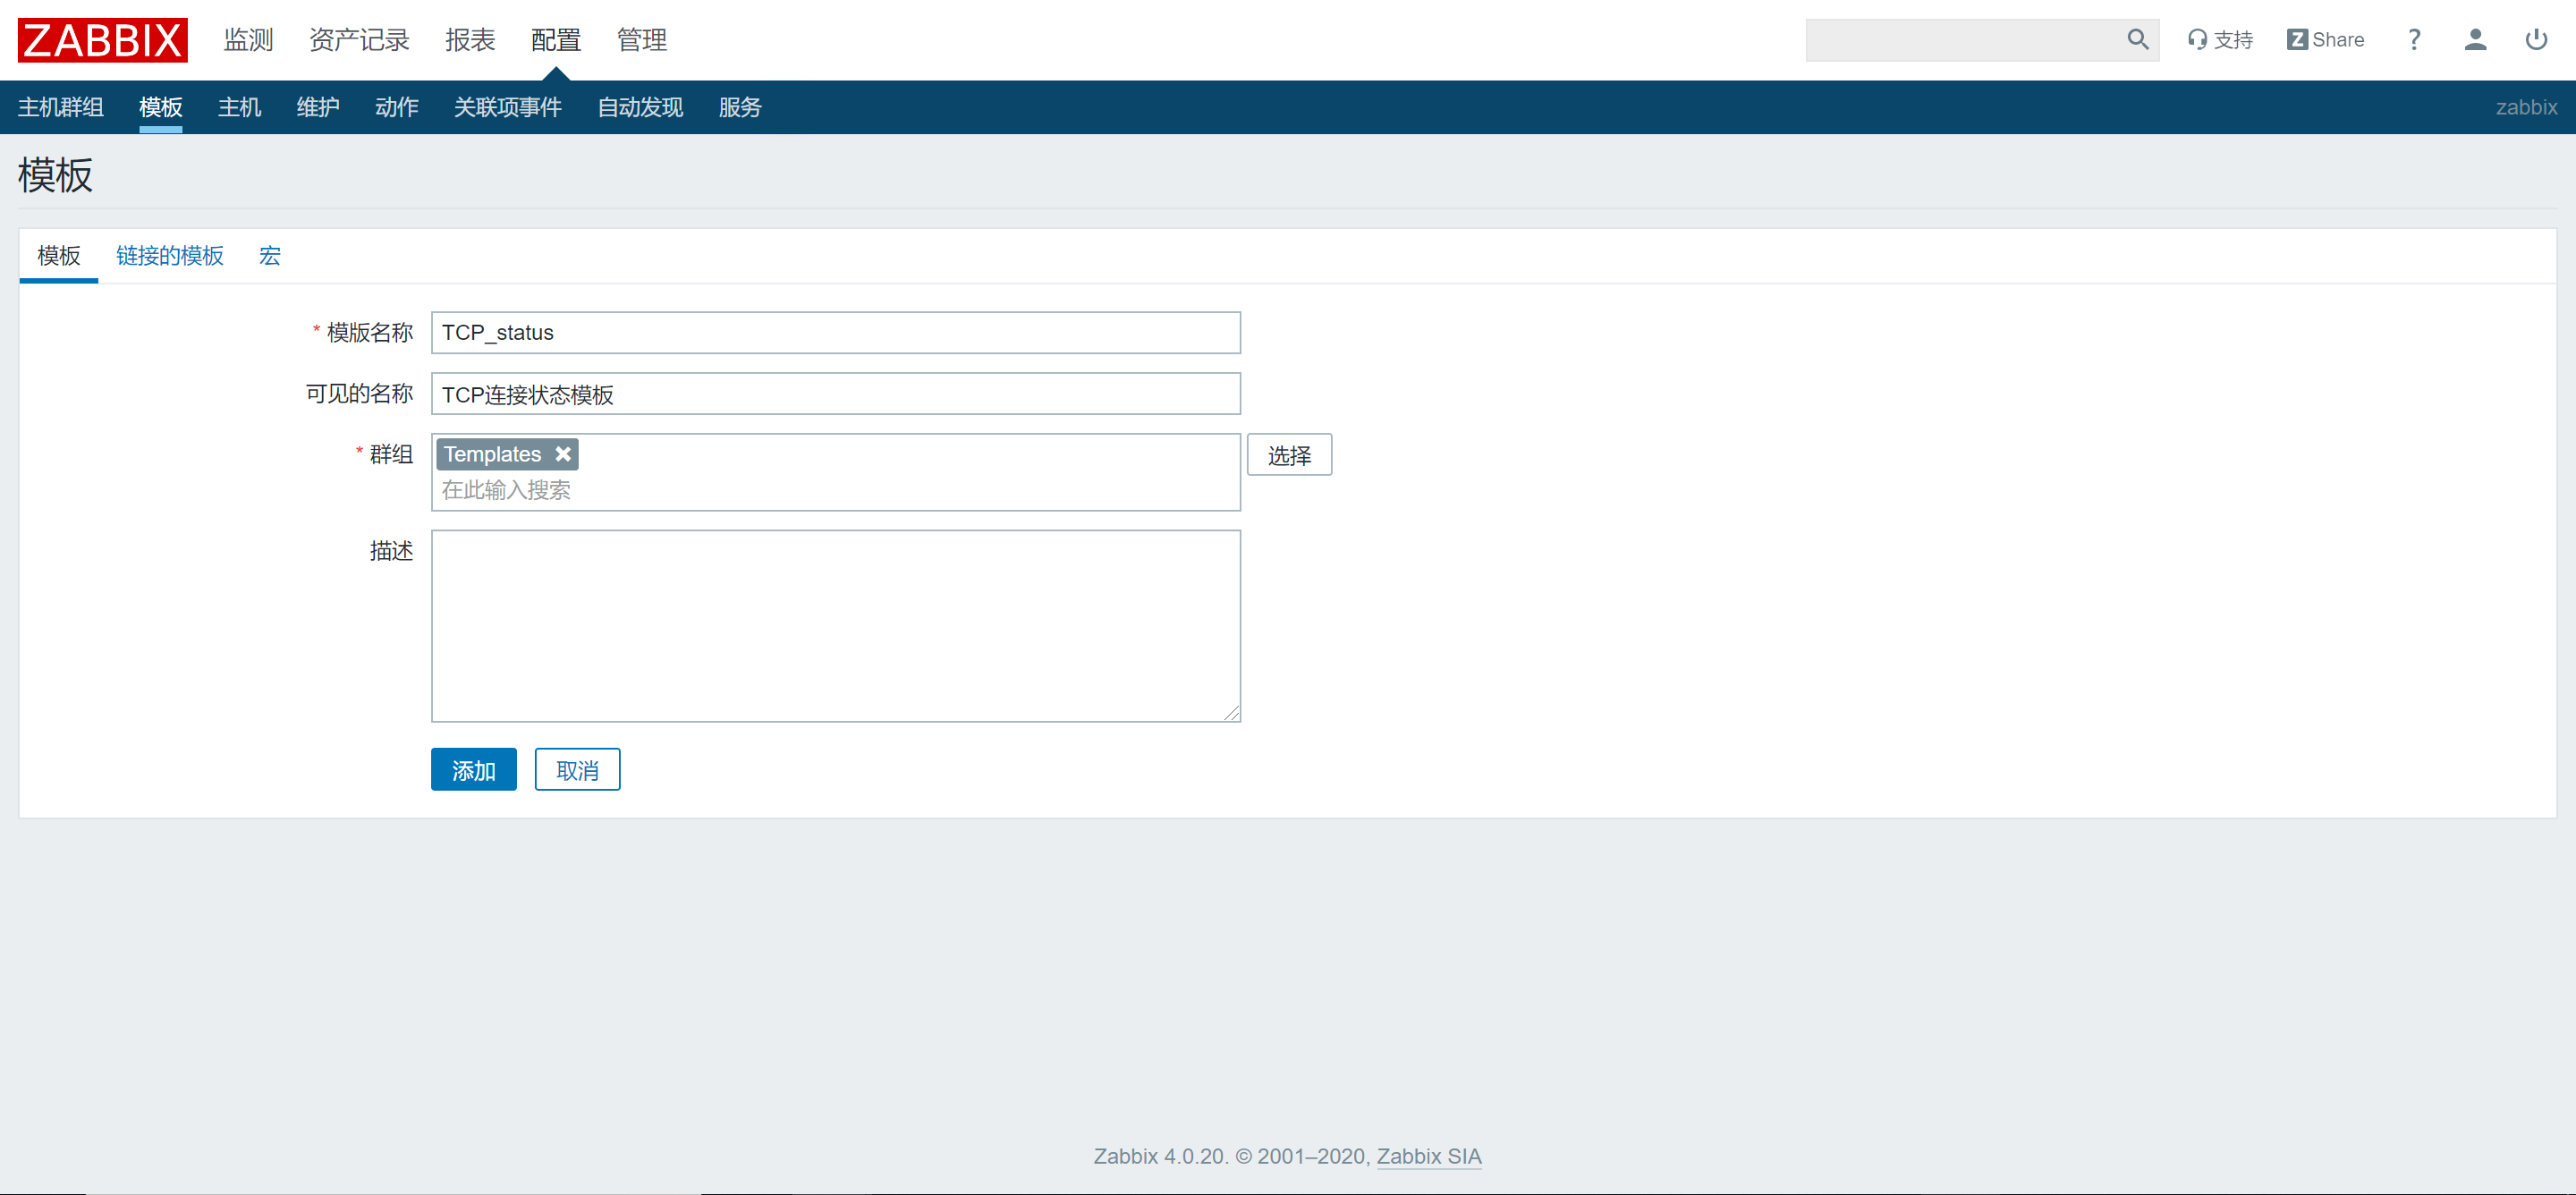 ZABBIX 监测 资产记录 报表 配置 管理 支持 Z Share ?
主机群组 模板 主机 维护 动作 关联项事件 自动发现 服务 zabbix
模板
模板 链接的模板 宏
* 模版名称 TCP_status
可见的名称 TCP连接状态模板
* 群组 Templates 选择
在此输入搜索
描述
添加 取消
Zabbix 4.0.20. © 2001–2020, Zabbix SIA